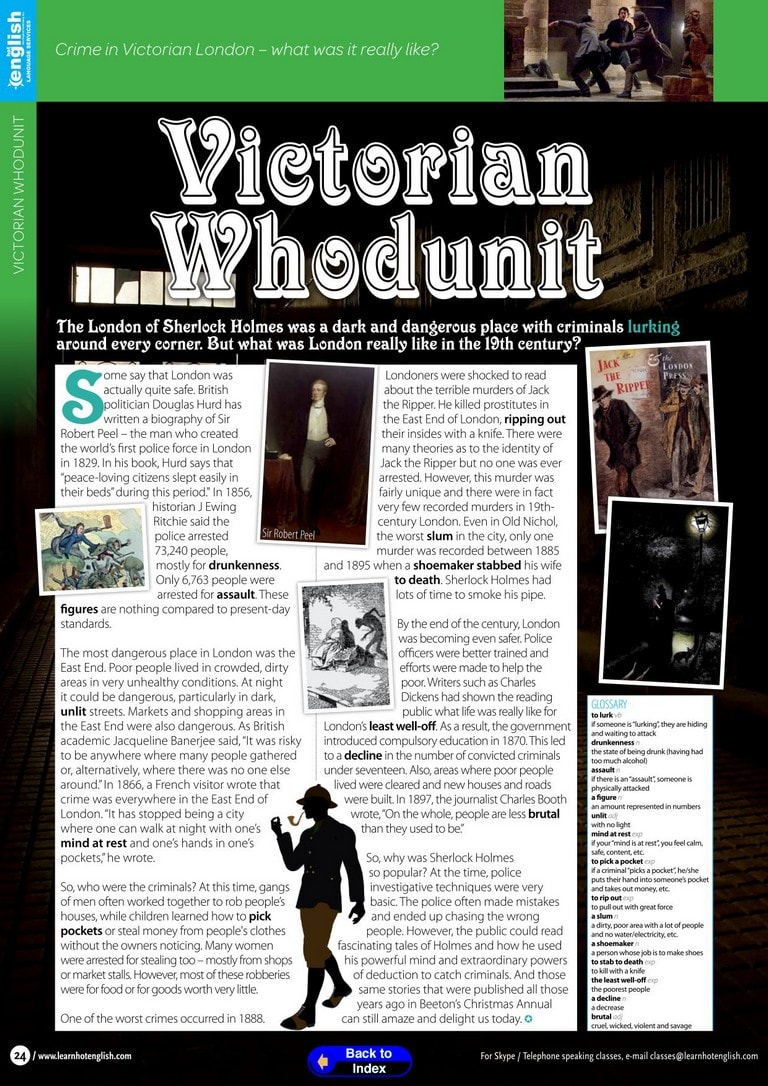 hot
english
LANGUAGE SERVICES
Crime in Victorian London – what was it really like?
VICTORIAN WHODUNIT
Victorian
Whodunit
The London of Sherlock Holmes was a dark and dangerous place with criminals lurking
around every corner. But what was London really like in the 19th century?
Some say that London was
actually quite safe. British
politician Douglas Hurd has
written a biography of Sir
Robert Peel – the man who created
the world's first police force in London
in 1829. In his book, Hurd says that
"peace-loving citizens slept easily in
their beds" during this period." In 1856,
historian J Ewing
Ritchie said the
police arrested
73,240 people,
mostly for drunkenness.
Only 6,763 people were
arrested for assault. These
figures are nothing compared to present-day
standards.
The most dangerous place in London was the
East End. Poor people lived in crowded, dirty
areas in very unhealthy conditions. At night
it could be dangerous, particularly in dark,
unlit streets. Markets and shopping areas in
the East End were also dangerous. As British
academic Jacqueline Banerjee said, "It was risky
to be anywhere where many people gathered
or, alternatively, where there was no one else
around." In 1866, a French visitor wrote that
crime was everywhere in the East End of
London. "It has stopped being a city
where one can walk at night with one's
mind at rest and one's hands in one's
pockets," he wrote.
So, who were the criminals? At this time, gangs
of men often worked together to rob people's
houses, while children learned how to pick
pockets or steal money from people's clothes
without the owners noticing. Many women
were arrested for stealing too – mostly from shops
or market stalls. However, most of these robberies
were for food or for goods worth very little.
One of the worst crimes occurred in 1888.
Sir Robert Peel
Londoners were shocked to read
about the terrible murders of Jack
the Ripper. He killed prostitutes in
the East End of London, ripping out
their insides with a knife. There were
many theories as to the identity of
Jack the Ripper but no one was ever
arrested. However, this murder was
fairly unique and there were in fact
very few recorded murders in 19th-
century London. Even in Old Nichol,
the worst slum in the city, only one
murder was recorded between 1885
and 1895 when a shoemaker stabbed his wife
to death. Sherlock Holmes had
lots of time to smoke his pipe.
By the end of the century, London
was becoming even safer. Police
officers were better trained and
efforts were made to help the
poor. Writers such as Charles
Dickens had shown the reading
public what life was really like for
London's least well-off. As a result, the government
introduced compulsory education in 1870. This led
to a decline in the number of convicted criminals
under seventeen. Also, areas where poor people
lived were cleared and new houses and roads
were built. In 1897, the journalist Charles Booth
wrote, "On the whole, people are less brutal
than they used to be."
So, why was Sherlock Holmes
so popular? At the time, police
investigative techniques were very
basic. The police often made mistakes
and ended up chasing the wrong
people. However, the public could read
fascinating tales of Holmes and how he used
his powerful mind and extraordinary powers
of deduction to catch criminals. And those
same stories that were published all those
years ago in Beeton's Christmas Annual
can still amaze and delight us today.
JACK
THE RIPPER
& the
LONDON
PRESS
GLOSSARY
to lurk vb
if someone is "lurking", they are hiding
and waiting to attack
drunkenness n
the state of being drunk (having had
too much alcohol)
assault n
if there is an "assault", someone is
physically attacked
a figure n
an amount represented in numbers
unlit adj
with no light
mind at rest exp
if your "mind is at rest", you feel calm,
safe, content, etc.
to pick a pocket exp
if a criminal "picks a pocket", he/she
puts their hand into someone's pocket
and takes out money, etc.
to rip out exp
to pull out with great force
a slum n
a dirty, poor area with a lot of people
and no water/electricity, etc.
a shoemaker n
a person whose job is to make shoes
to stab to death exp
to kill with a knife
the least well-off exp
the poorest people
a decline n
a decrease
brutal adj
cruel, wicked, violent and savage
24 / www.learnhotenglish.com
Back to
Index
For Skype / Telephone speaking classes, e-mail classes@learnhotenglish.com